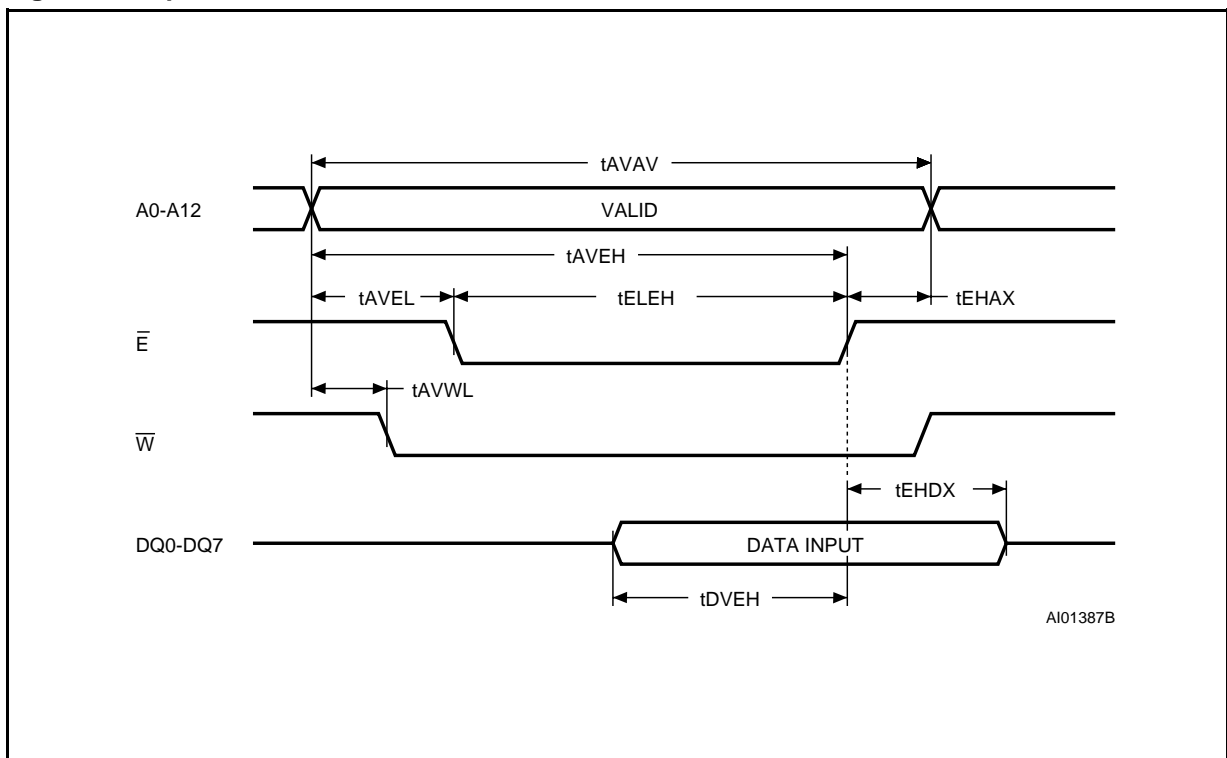 tAVAV
A0-A12
VALID
tAVEH
tAVEL
tELEH
tEHAX
E̅
tAVWL
W̅
tEHDX
DQ0-DQ7
DATA INPUT
tDVEH
AI01387B